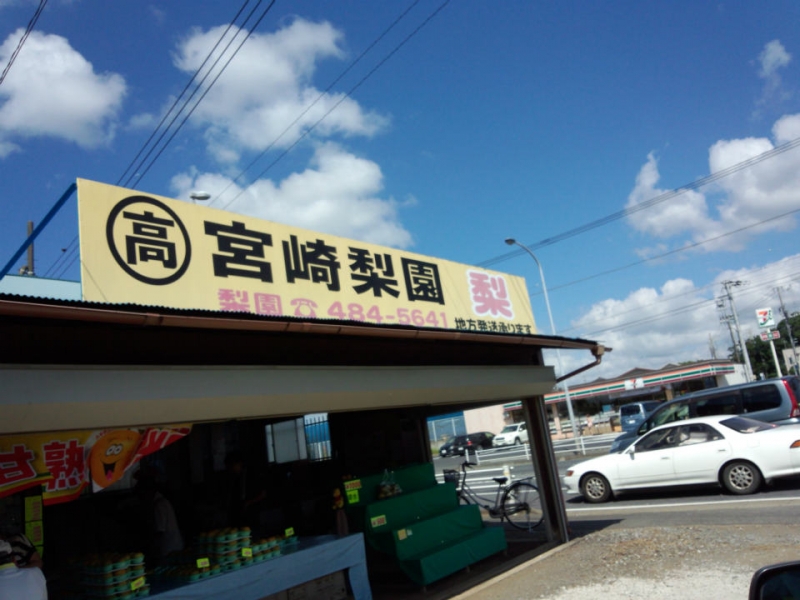 高 宮崎梨園 梨
梨園 ☎ 484-5641 地方発送承ります
熟
7